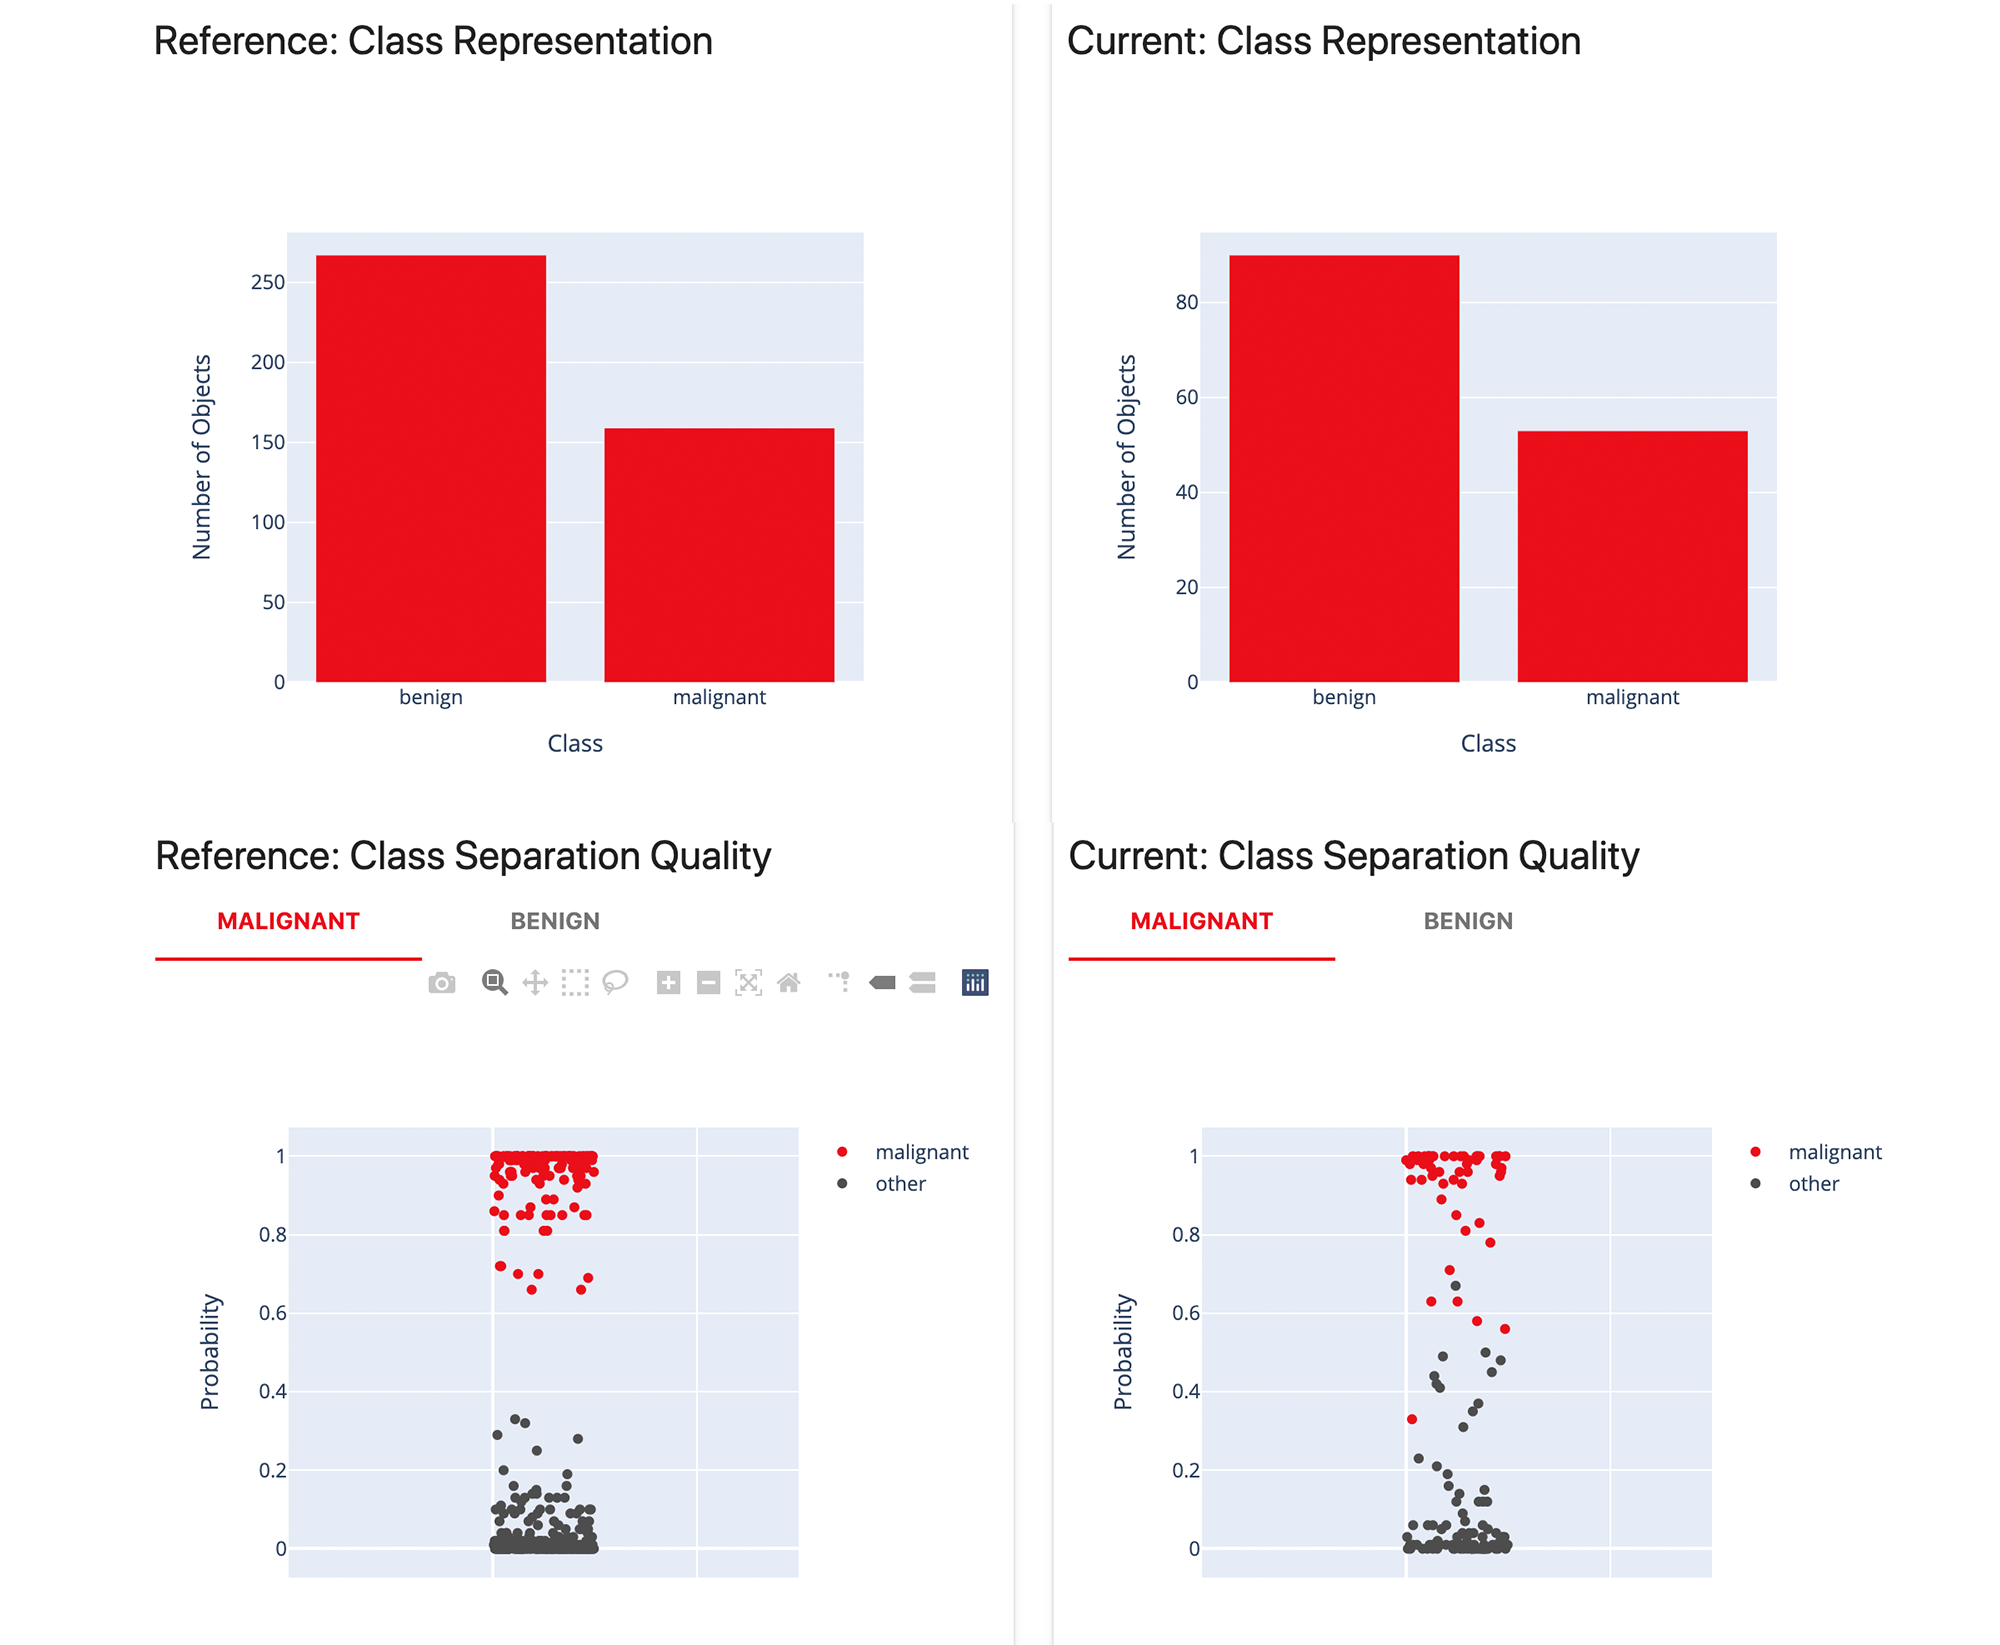 Reference: Class Representation
Current: Class Representation
250
200
150
100
50
0
Number of Objects
benign
malignant
Class
80
60
40
20
0
Number of Objects
benign
malignant
Class
Reference: Class Separation Quality
MALIGNANT
BENIGN
Current: Class Separation Quality
MALIGNANT
BENIGN
1
0.8
0.6
0.4
0.2
0
Probability
malignant
other
1
0.8
0.6
0.4
0.2
0
Probability
malignant
other